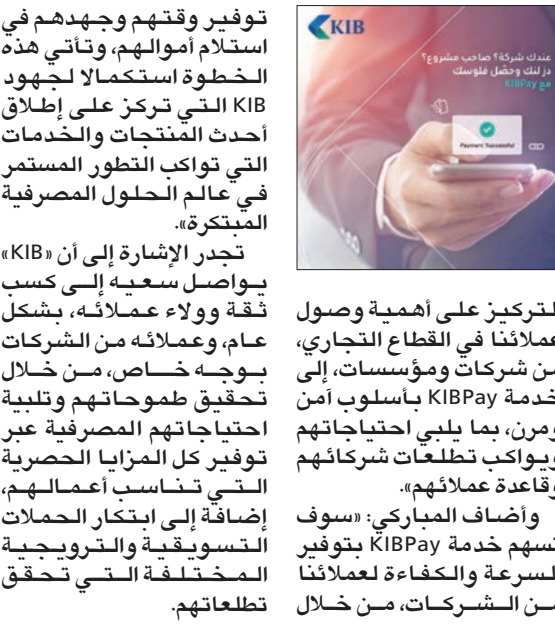 KIB
عندك شركة؟ صاحب مشروع؟
دز لنك وحصّل فلوسك
مع KIBPay
Payment Successful
لتركيز على أهمية وصول
عملائنا في القطاع التجاري،
من شركات ومؤسسات، إلى
خدمة KIBPay بأسلوب آمن
ومرن، بما يلبي احتياجاتهم
ويواكب تطلعات شركائهم
وقاعدة عملائهم».
وأضاف المباركي: «سوف
تسهم خدمة KIBPay بتوفير
لسرعة والكفاءة لعملائنا
من الشركات، من خلال
توفير وقتهم وجهدهم في
استلام أموالهم، وتأتي هذه
الخطوة استكمالا لجهود
KIB التي تركز على إطلاق
أحدث المنتجات والخدمات
التي تواكب التطور المستمر
في عالم الحلول المصرفية
المبتكرة».
تجدر الإشارة إلى أن «KIB»
يواصل سعيه إلى كسب
ثقة وولاء عملائه، بشكل
عام، وعملائه من الشركات
بوجه خاص، من خلال
تحقيق طموحاتهم وتلبية
احتياجاتهم المصرفية عبر
توفير كل المزايا الحصرية
التي تناسب أعمالهم،
إضافة إلى ابتكار الحملات
التسويقية والترويجية
المختلفة التي تحقق
تطلعاتهم.